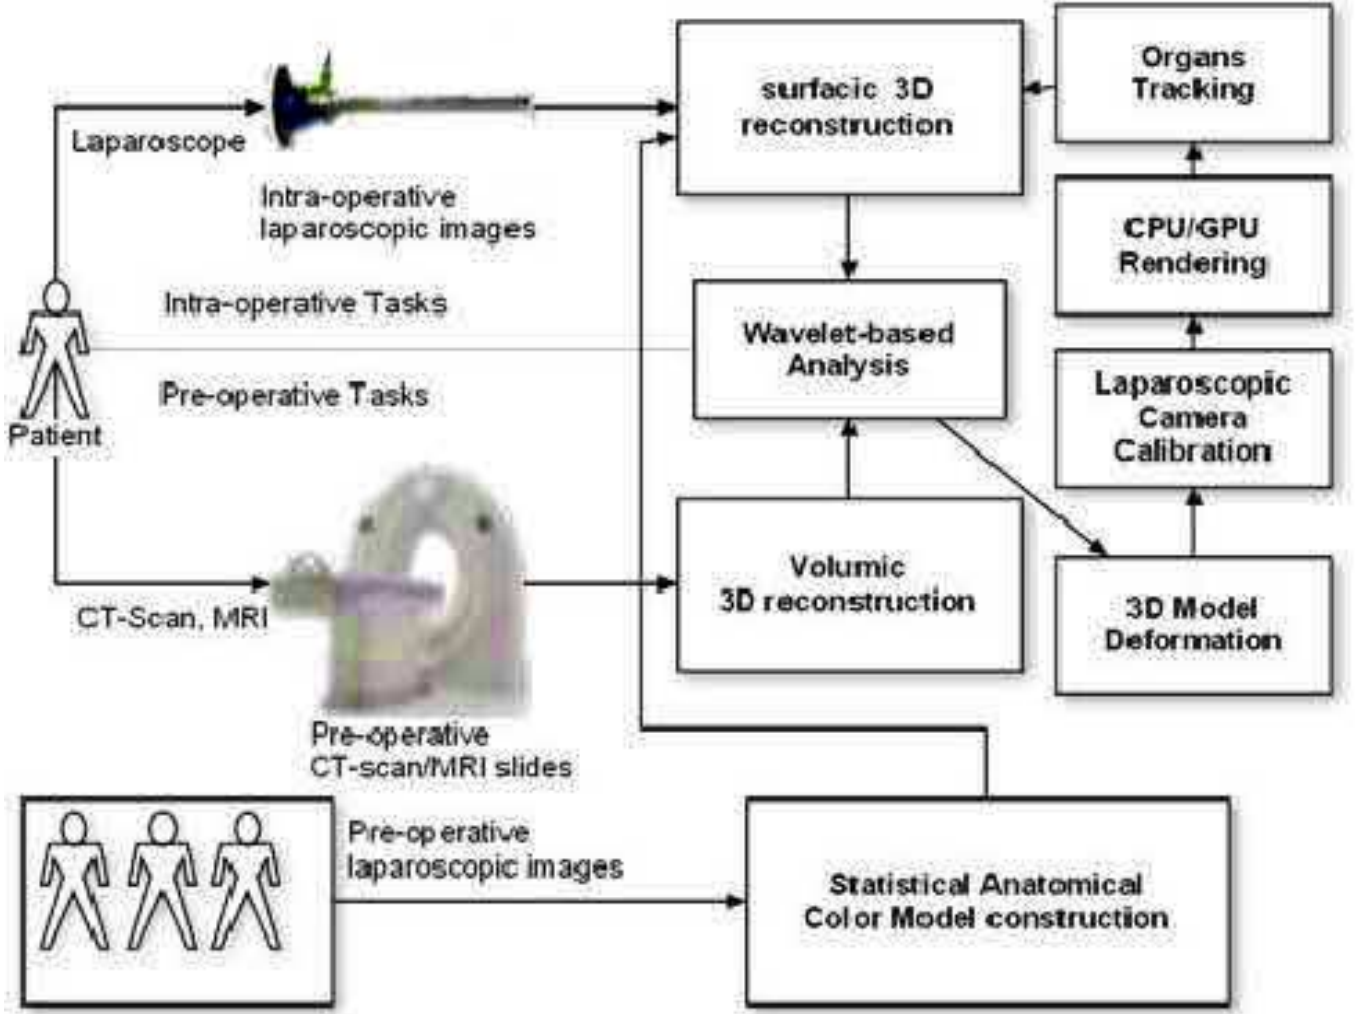 surfacic 3D
reconstruction
Organs
Tracking
Laparoscope
Intra-operative
laparoscopic images
CPU/GPU
Rendering
Intra-operative Tasks
Wavelet-based
Analysis
Pre-operative Tasks
Laparoscopic
Camera
Calibration
Patient
Volumic
3D reconstruction
3D Model
Deformation
CT-Scan, MRI
Pre-operative
CT-scan/MRI slides
Pre-operative
laparoscopic images
Statistical Anatomical
Color Model construction